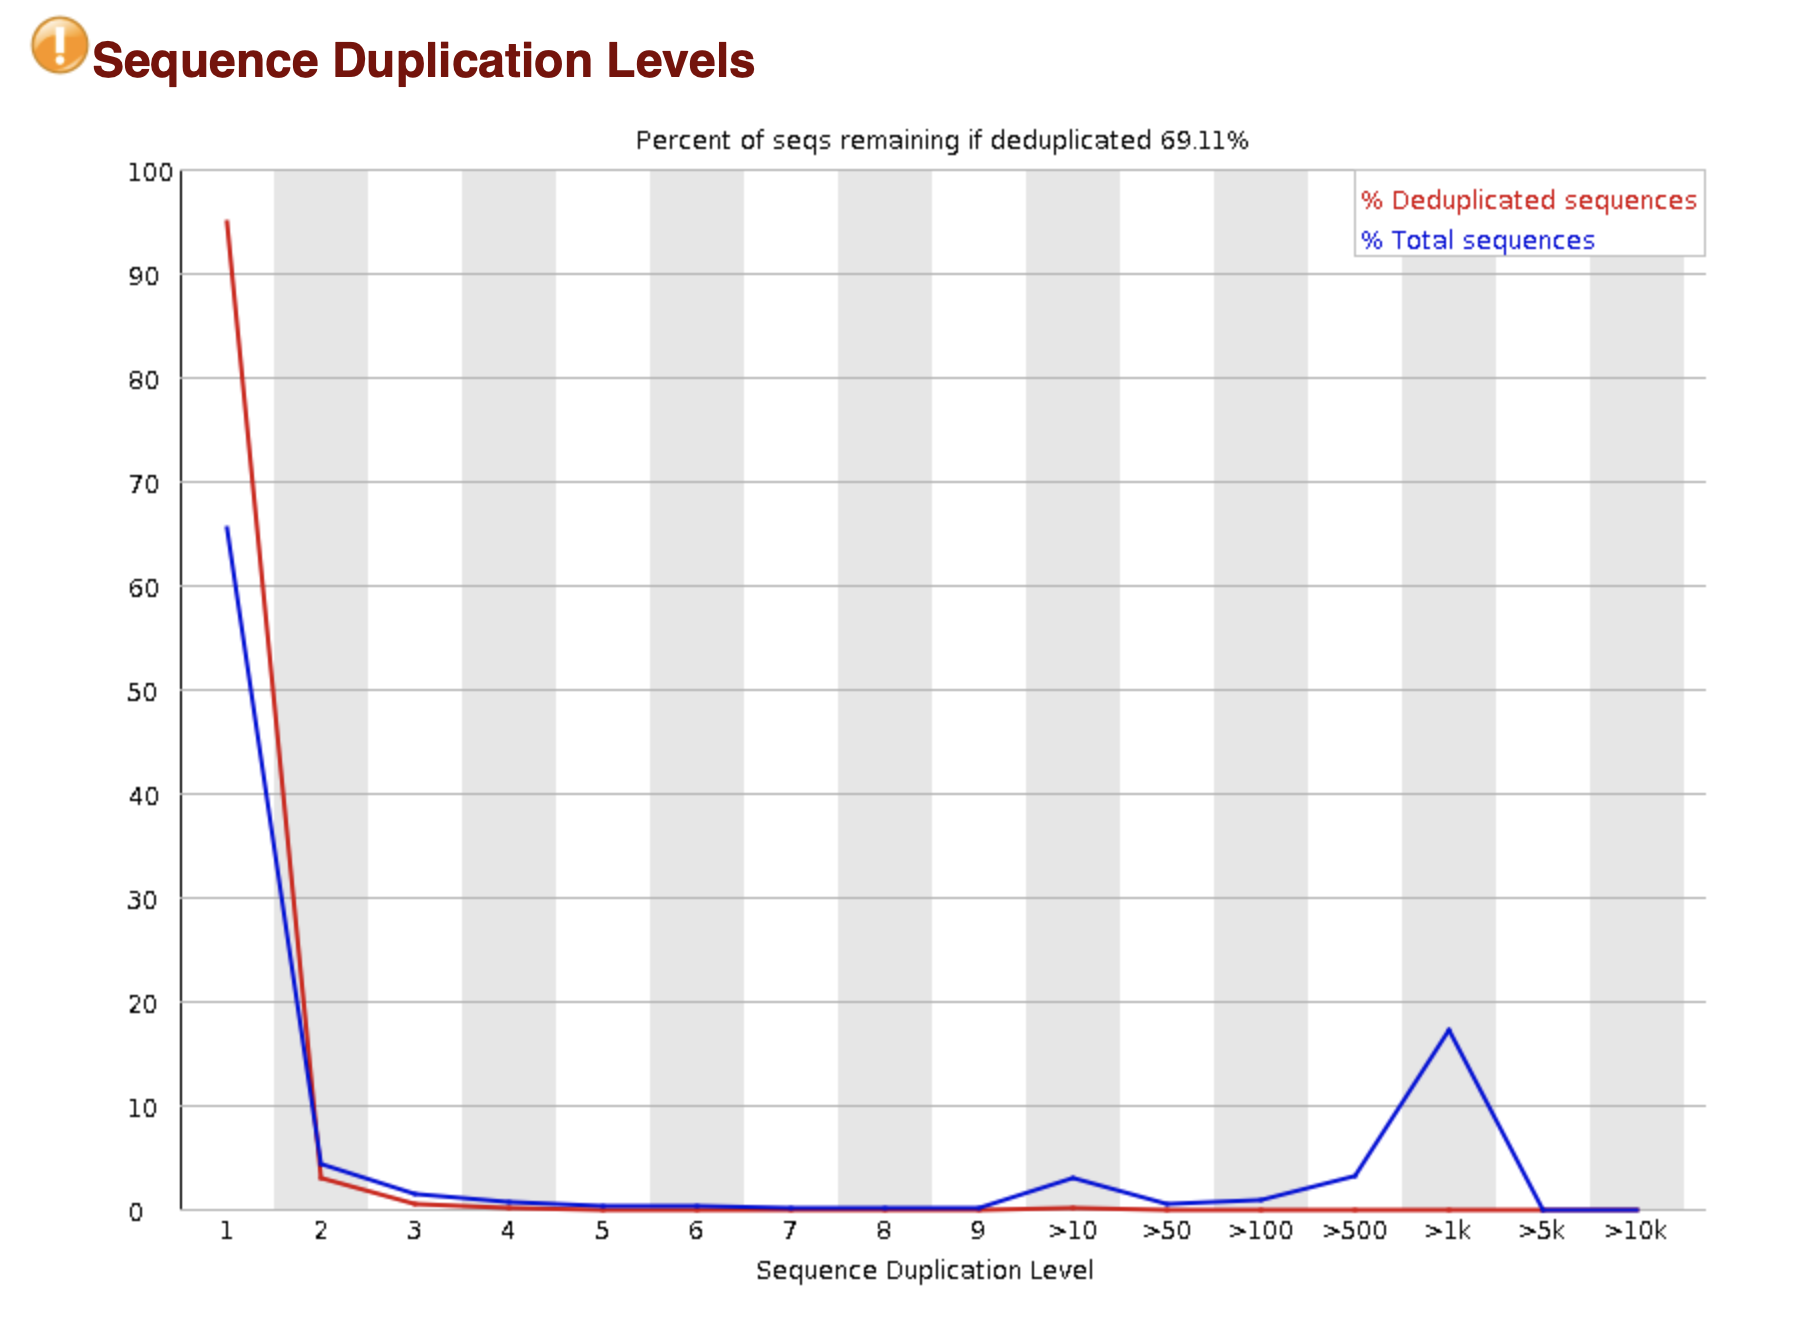 Sequence Duplication Levels
Percent of seqs remaining if deduplicated 69.11%
% Deduplicated sequences
% Total sequences
100
90
80
70
60
50
40
30
20
10
0
1 2 3 4 5 6 7 8 9 >10 >50 >100 >500 >1k >5k >10k
Sequence Duplication Level